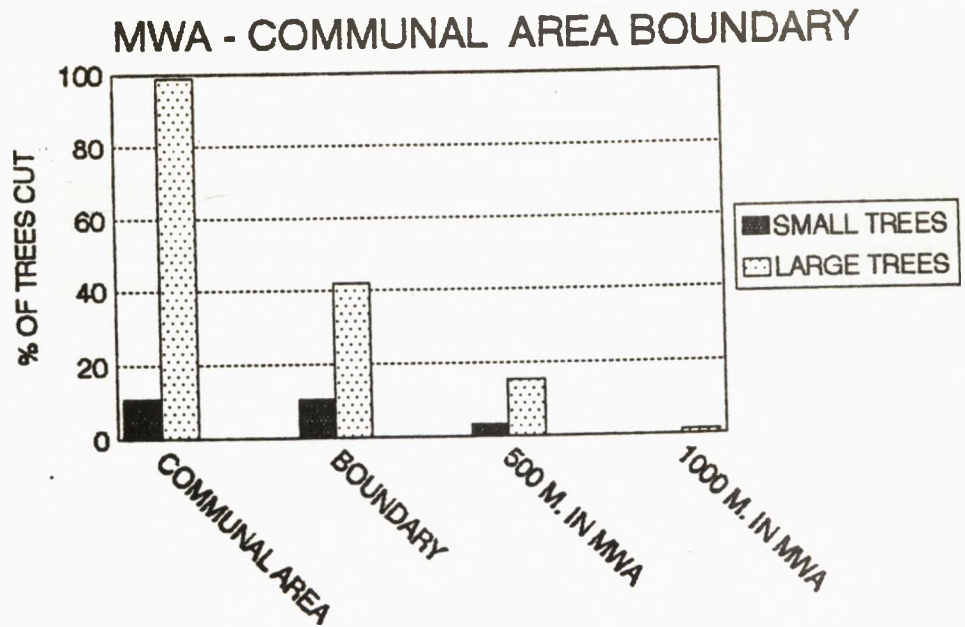 MWA - COMMUNAL AREA BOUNDARY
% OF TREES CUT
100
80
60
40
20
0
COMMUNAL AREA
BOUNDARY
500 M. IN MWA
1000 M. IN MWA
SMALL TREES
LARGE TREES